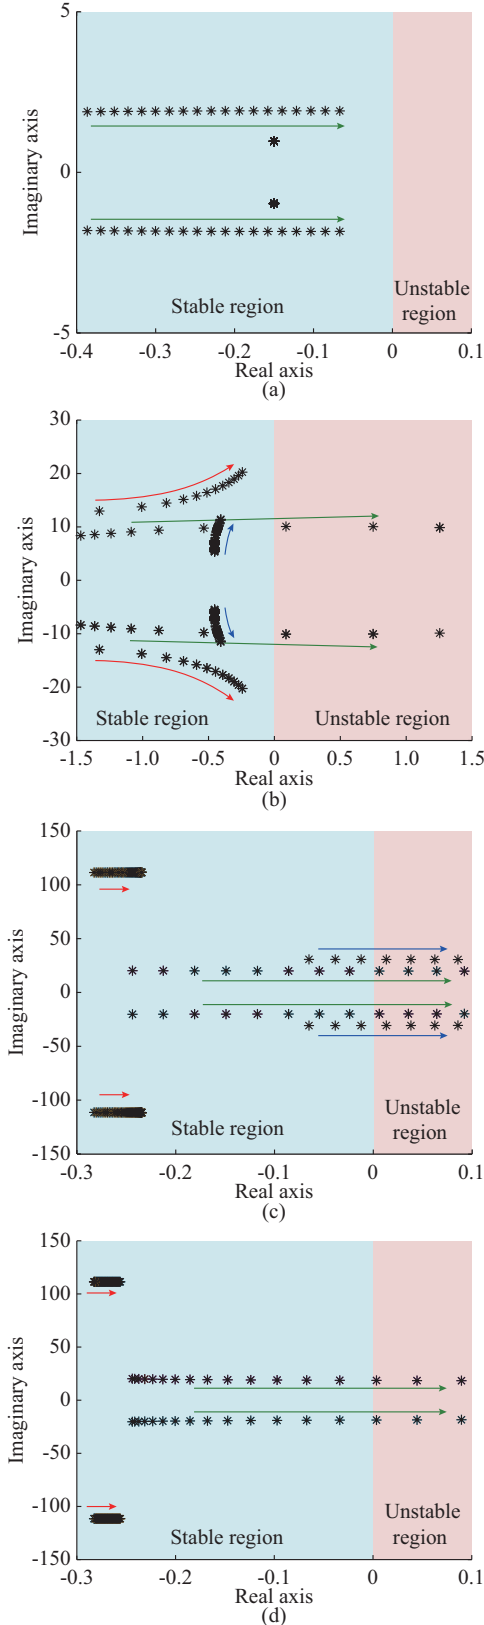 5
Imaginary axis
0
Stable region
Unstable
region
-5
-0.4 -0.3 -0.2 -0.1 0 0.1
Real axis
(a)
30
20
10
Imaginary axis
0
-10
-20
Stable region Unstable region
-30
-1.5 -1.0 -0.5 0 0.5 1.0 1.5
Real axis
(b)
150
100
50
Imaginary axis
0
-50
-100
Stable region
Unstable
region
-150
-0.3 -0.2 -0.1 0 0.1
Real axis
(c)
150
100
50
Imaginary axis
0
-50
-100
Stable region
Unstable
region
-150
-0.3 -0.2 -0.1 0 0.1
Real axis
(d)